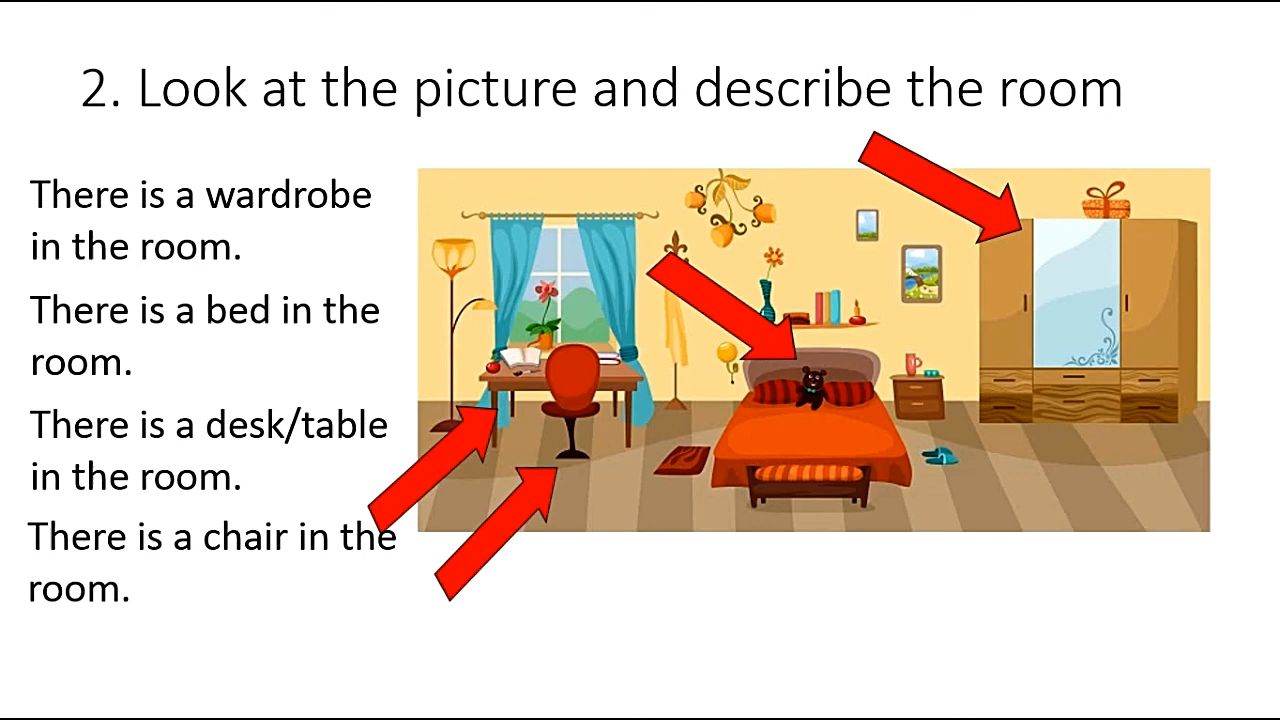 2. Look at the picture and describe the room
There is a wardrobe
in the room.
There is a bed in the
room.
There is a desk/table
in the room.
There is a chair in the
room.